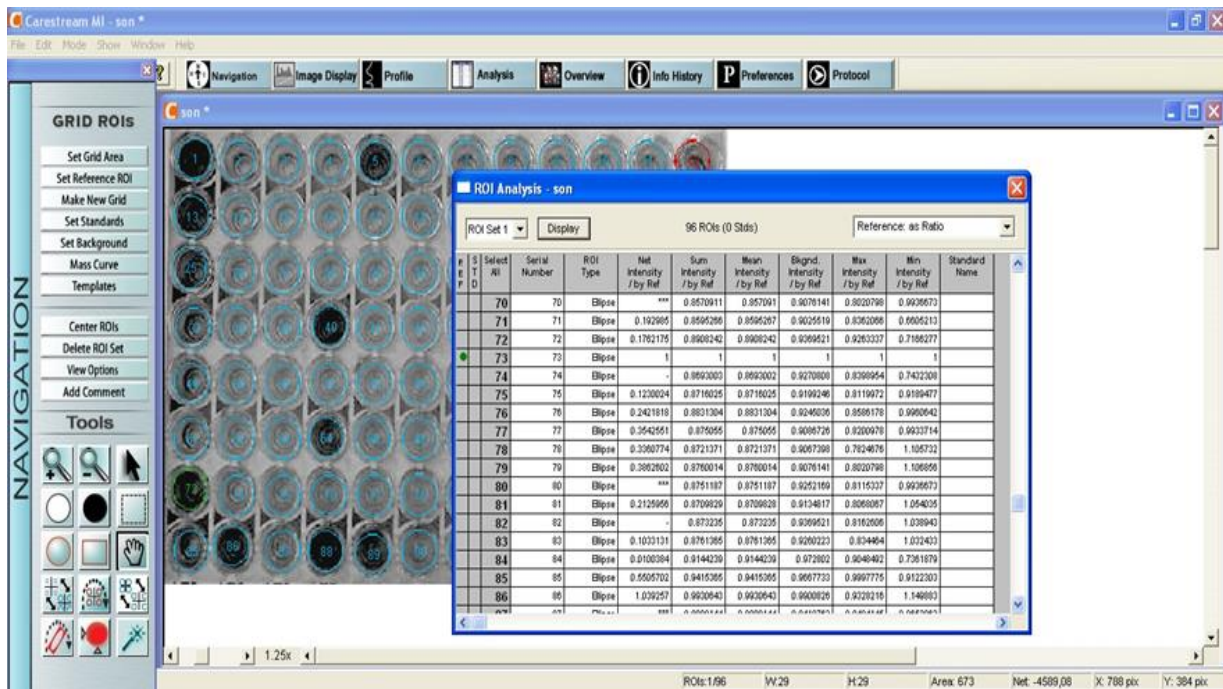 Carestream MI - son *
File Edit Mode Show Window Help
Navigation Image Display Profile Analysis Overview Info History Preferences Protocol
NAVIGATION
GRID ROIs
Set Grid Area
Set Reference ROI
Make New Grid
Set Standards
Set Background
Mass Curve
Templates
Center ROIs
Delete ROI Set
View Options
Add Comment
Tools
son *
1 5
13
40
88 89
ROI Analysis - son
ROI Set 1 Display 96 ROIs (0 Stds) Reference: as Ratio
REF STD Select All Serial Number ROI Type Net Intensity / by Ref Sum Intensity / by Ref Mean Intensity / by Ref Bkgnd. Intensity / by Ref Max Intensity / by Ref Min Intensity / by Ref Standard Name
70 70 Ellipse *** 0.8570911 0.857091 0.9076141 0.8020798 0.9936673
71 71 Ellipse 0.192985 0.8595266 0.8595267 0.9025519 0.8362068 0.6605213
72 72 Ellipse 0.1762175 0.8908242 0.8908242 0.9369521 0.9263337 0.7166277
73 73 Ellipse 1 1 1 1 1 1
74 74 Ellipse - 0.8693003 0.8693002 0.9270808 0.8398954 0.7432308
75 75 Ellipse 0.1230024 0.8716025 0.8716025 0.9199246 0.8119972 0.9189477
76 76 Ellipse 0.2421818 0.8831304 0.8831304 0.9246036 0.8586178 0.9960642
77 77 Ellipse 0.3542551 0.875055 0.875055 0.9086726 0.8200978 0.9933714
78 78 Ellipse 0.3360774 0.8721371 0.8721371 0.9067398 0.7824676 1.105732
79 79 Ellipse 0.3862602 0.8760014 0.8760014 0.9076141 0.8020798 1.106856
80 80 Ellipse *** 0.8751187 0.8751187 0.9252169 0.8115337 0.9936673
81 81 Ellipse 0.2125956 0.8709829 0.8709828 0.9134817 0.8068067 1.054035
82 82 Ellipse - 0.873235 0.873235 0.9369521 0.8162606 1.038943
83 83 Ellipse 0.1033131 0.8761365 0.8761365 0.9260223 0.834464 1.032433
84 84 Ellipse 0.0100384 0.9144239 0.9144239 0.972802 0.9048492 0.7361879
85 85 Ellipse 0.5505702 0.9415365 0.9415365 0.9667733 0.9997775 0.9122303
86 86 Ellipse 1.039257 0.9930643 0.9930643 0.9900826 0.9328216 1.149883
1.25x
ROIs:1/96 W:29 H:29 Area: 673 Net: -4589,08 X: 788 pix Y: 384 pix